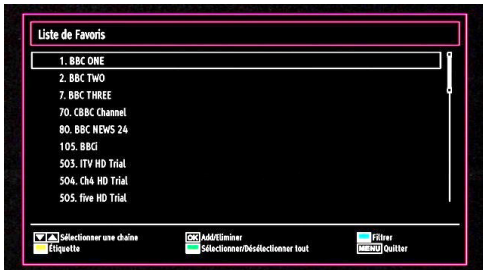 Liste de Favoris
1. BBC ONE
2. BBC TWO
7. BBC THREE
70. CBBC Channel
80. BBC NEWS 24
105. BBCi
503. ITV HD Trial
504. Ch4 HD Trial
505. five HD Trial
Sélectionner une chaîne OK Add/Eliminer Filtrer
Étiquette Sélectionner/Désélectionner tout MENU Quitter